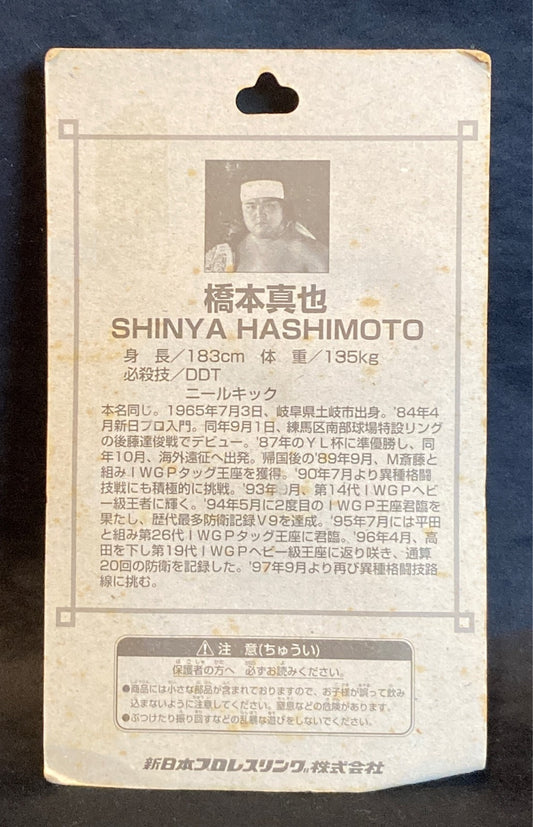 橋本真也
SHINYA HASHIMOTO
身 長／183cm 体 重／135kg
必殺技／DDT
ニールキック
本名同じ。1965年7月3日、岐阜県土岐市出身。'84年4
月新日プロ入門。同年9月1日、練馬区南部球場特設リング
の後藤達俊戦でデビュー。'87年のＹＬ杯に準優勝し、同
年10月、海外遠征へ出発。帰国後の'89年9月、Ｍ斎藤と
組みＩＷＧＰタッグ王座を獲得。'90年7月より異種格闘
技戦にも積極的に挑戦。'93年 月、第14代ＩＷＧＰヘビ
ー級王者に輝く。'94年5月に2度目のＩＷＧＰ王座君臨を
果たし、歴代最多防衛記録Ｖ9を達成。'95年7月には平田
と組み第26代ＩＷＧＰタッグ王座に君臨。'96年4月、高
田を下し第19代ＩＷＧＰヘビー級王座に返り咲き、通算
20回の防衛を記録した。'97年9月より再び異種格闘技路
線に挑む。
注 意(ちゅうい)
保護者の方へ 必ずお読みください。
●商品には小さな部品が含まれておりますので、お子様が誤って飲み
込まないように注意してください。窒息などの危険があります。
●ぶつけたり振り回すなどの乱暴な遊びをしないでください。
新日本プロレスリング株式会社